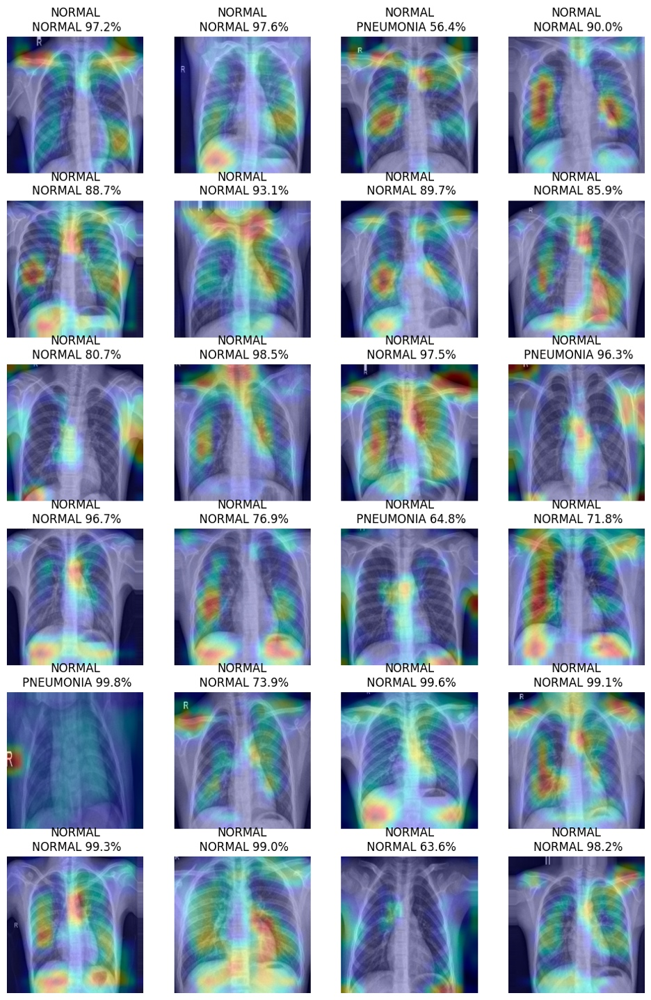 NORMAL
NORMAL 97.2%
NORMAL
NORMAL 97.6%
NORMAL
PNEUMONIA 56.4%
NORMAL
NORMAL 90.0%
R
R
R
NORMAL
NORMAL 88.7%
NORMAL
NORMAL 93.1%
NORMAL
NORMAL 89.7%
NORMAL
NORMAL 85.9%
R
NORMAL
NORMAL 80.7%
NORMAL
NORMAL 98.5%
NORMAL
NORMAL 97.5%
NORMAL
PNEUMONIA 96.3%
R
NORMAL
NORMAL 96.7%
NORMAL
NORMAL 76.9%
NORMAL
PNEUMONIA 64.8%
NORMAL
NORMAL 71.8%
NORMAL
PNEUMONIA 99.8%
NORMAL
NORMAL 73.9%
NORMAL
NORMAL 99.6%
NORMAL
NORMAL 99.1%
R
R
R
NORMAL
NORMAL 99.3%
NORMAL
NORMAL 99.0%
NORMAL
NORMAL 63.6%
NORMAL
NORMAL 98.2%
R